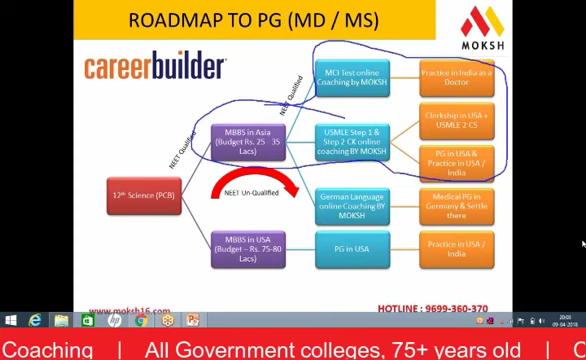 ROADMAP TO PG (MD / MS)
MOKSH
careerbuilder
NEET Qualified
NEET Qualified
MCI Test online
Coaching by MOKSH
Practice in India as a
Doctor
MBBS in Asia
(Budget Rs. 25 - 35
Lacs)
USMLE Step 1 &
Step 2 CK online
coaching BY MOKSH
Clerkship in USA +
USMLE 2 CS
PG in USA &
Practice in USA /
India
12th Science (PCB)
NEET Un-Qualified
German Language
online Coaching BY
MOKSH
Medical PG in
Germany & Settle
there
MBBS in USA
(Budget – Rs. 75-80
Lacs)
PG in USA
Practice in USA /
India
www.moksh16.com
HOTLINE : 9699-360-370
20:00
09-04-2018
Coaching | All Government colleges, 75+ years old |